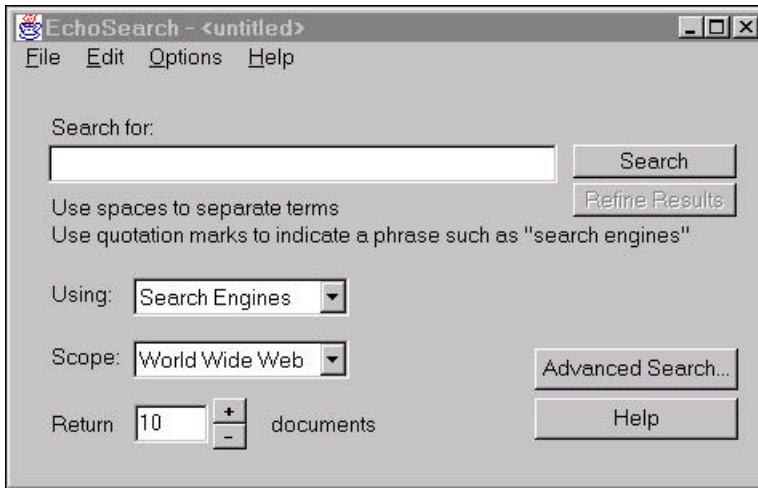 EchoSearch - <untitled>
File Edit Options Help
Search for:
Search
Refine Results
Use spaces to separate terms
Use quotation marks to indicate a phrase such as "search engines"
Using: Search Engines
Scope: World Wide Web
Advanced Search...
Return 10 + - documents
Help